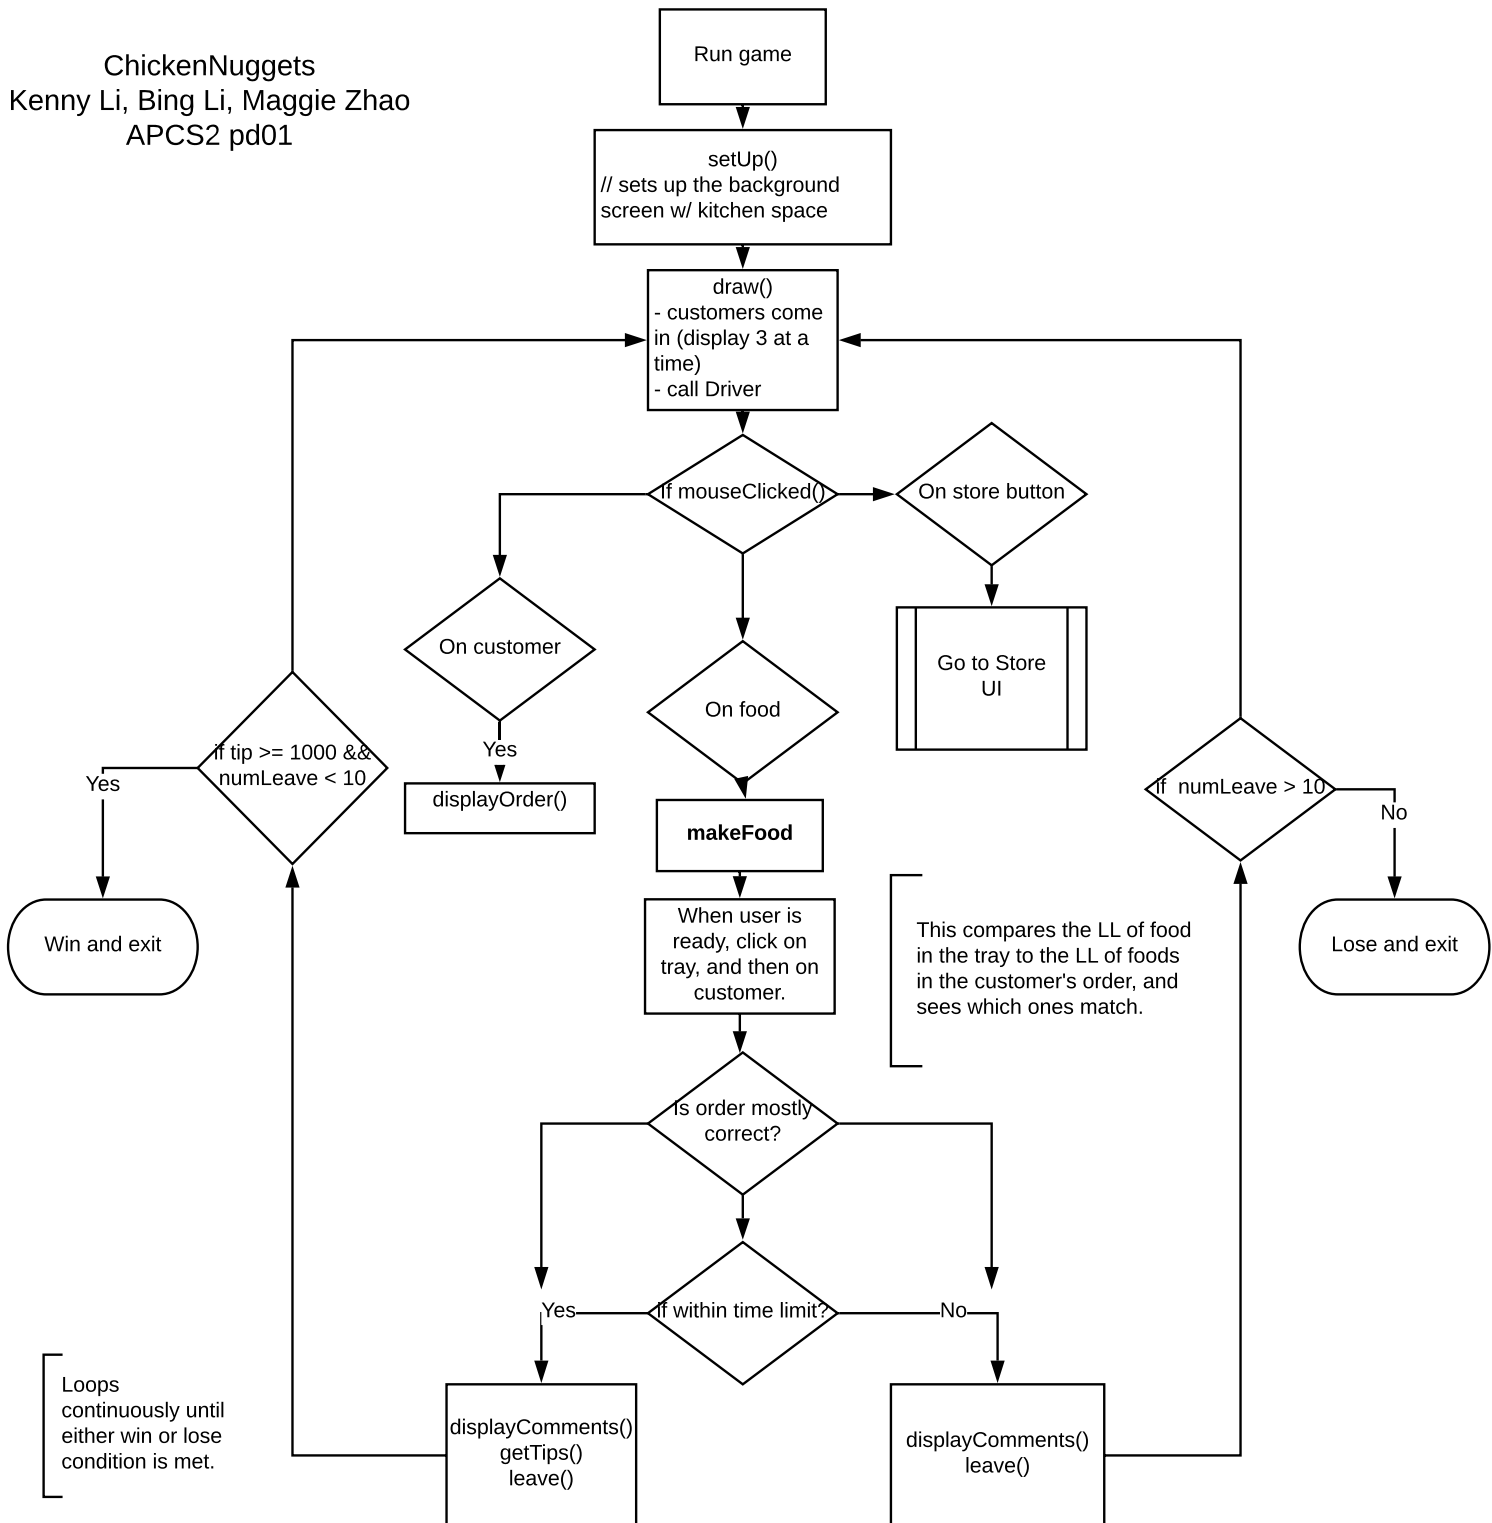 ChickenNuggets
Kenny Li, Bing Li, Maggie Zhao
APCS2 pd01
Run game
setUp()
// sets up the background
screen w/ kitchen space
draw()
- customers come
in (display 3 at a
time)
- call Driver
If mouseClicked()
On store button
On customer
Go to Store
UI
On food
Yes
displayOrder()
if tip >= 1000 &&
numLeave < 10
Yes
if  numLeave > 10
No
makeFood
When user is
ready, click on
tray, and then on
customer.
This compares the LL of food
in the tray to the LL of foods
in the customer's order, and
sees which ones match.
Win and exit
Lose and exit
Is order mostly
correct?
Yes
If within time limit?
No
Loops
continuously until
either win or lose
condition is met.
displayComments()
getTips()
leave()
displayComments()
leave()